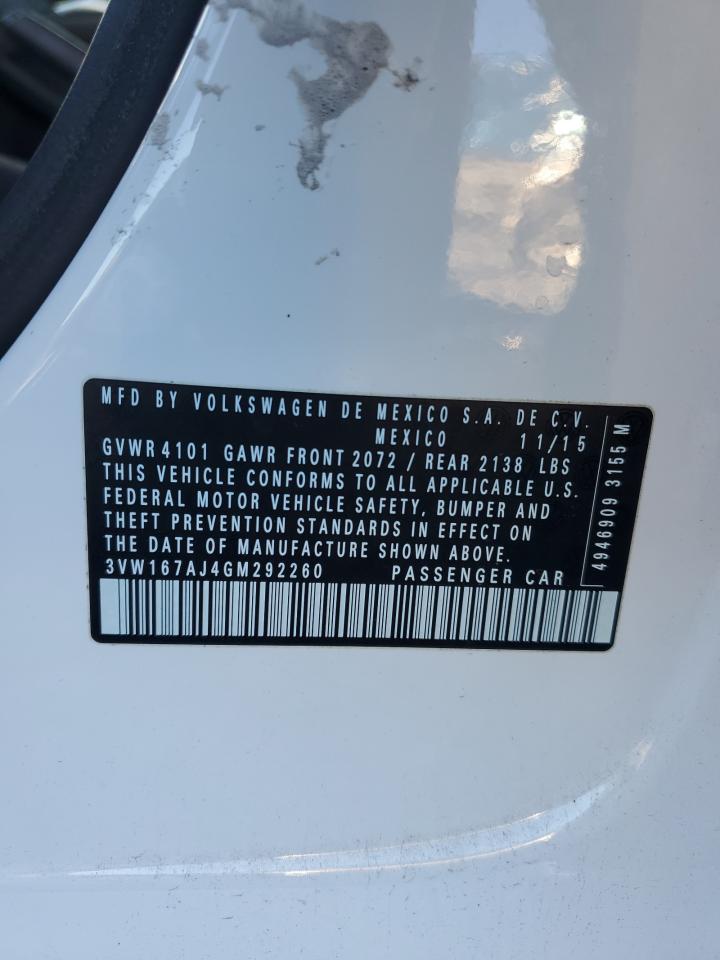 MFD BY VOLKSWAGEN DE MEXICO S.A. DE C.V.
MEXICO 11/15
GVWR 4101 GAWR FRONT 2072 / REAR 2138 LBS
THIS VEHICLE CONFORMS TO ALL APPLICABLE U.S.
FEDERAL MOTOR VEHICLE SAFETY, BUMPER AND
THEFT PREVENTION STANDARDS IN EFFECT ON
THE DATE OF MANUFACTURE SHOWN ABOVE.
3VW167AJ4GM292260 PASSENGER CAR
4946909 3155 M